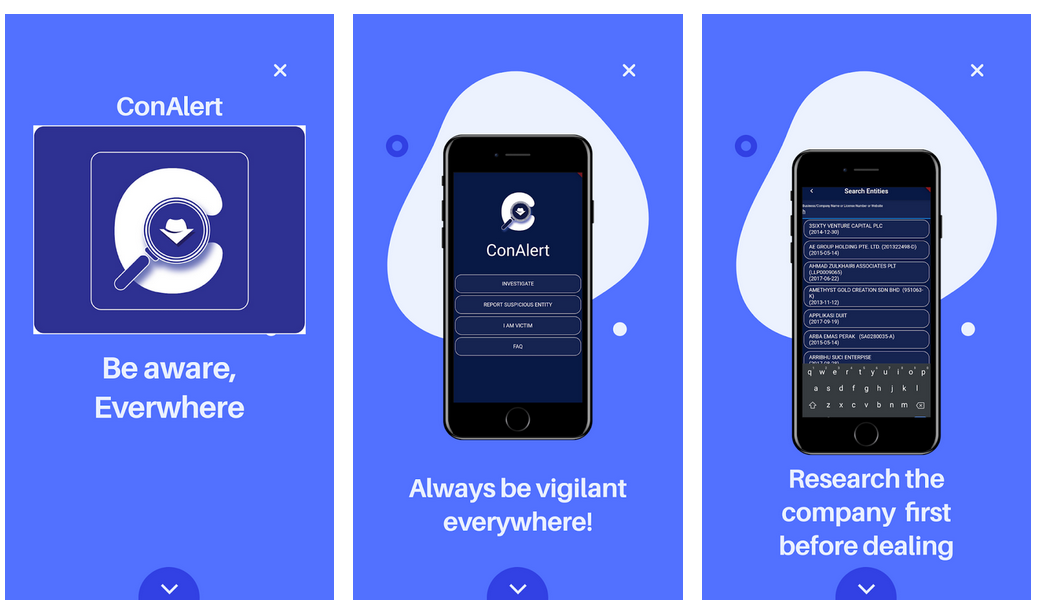 ConAlert
Be aware,
Everwhere
ConAlert
INVESTIGATE
REPORT SUSPICIOUS ENTITY
I AM VICTIM
FAQ
Always be vigilant
everywhere!
Search Entities
Business/Company Name or License Number or Website
3SIXTY VENTURE CAPITAL PLC
(2014-12-30)
AE GROUP HOLDING PTE. LTD. (201322498-D)
(2015-05-14)
AHMAD ZULKHAIRI ASSOCIATES PLT
(LLP0009065)
(2017-06-22)
AMETHYST GOLD CREATION SDN BHD (951063-
K)
(2013-11-12)
APPLIKASI DUIT
(2017-09-19)
ARBA EMAS PERAK (SA0280035-A)
(2015-05-14)
ARRIBHU SUCI ENTERPISE
q w e r t y u i o p
a s d f g h j k l
z x c v b n m
Research the
company first
before dealing